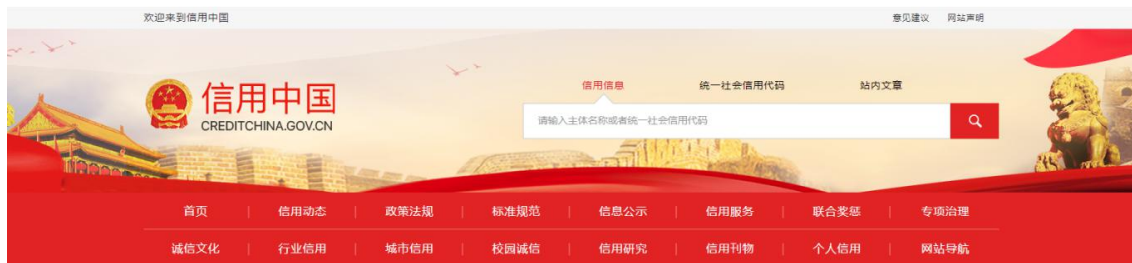 欢迎来到信用中国 意见建议 网站声明
信用信息 统一社会信用代码 站内文章
信用中国
CREDITCHINA.GOV.CN
请输入主体名称或者统一社会信用代码
首页 | 信用动态 | 政策法规 | 标准规范 | 信息公示 | 信用服务 | 联合奖惩 | 专项治理
诚信文化 | 行业信用 | 城市信用 | 校园诚信 | 信用研究 | 信用刊物 | 个人信用 | 网站导航